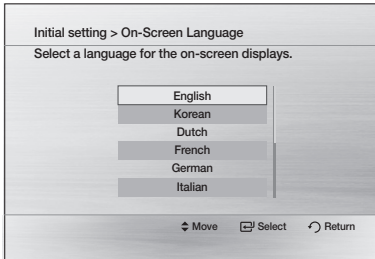 Initial setting > On-Screen Language
Select a language for the on-screen displays.
English
Korean
Dutch
French
German
Italian
Move Select Return